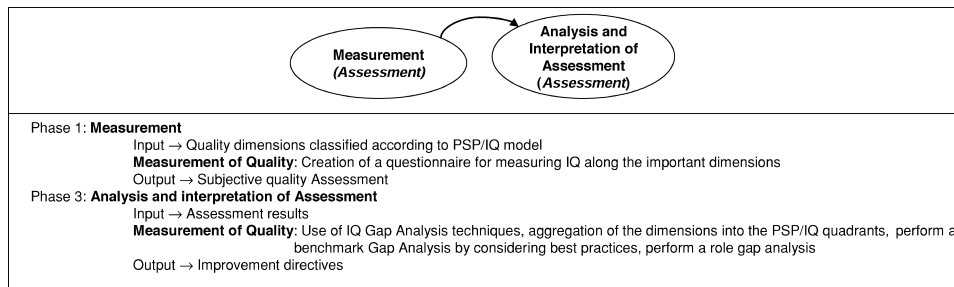 Measurement
(Assessment)
Analysis and
Interpretation of
Assessment
(Assessment)
Phase 1: Measurement
Input → Quality dimensions classified according to PSP/IQ model
Measurement of Quality: Creation of a questionnaire for measuring IQ along the important dimensions
Output → Subjective quality Assessment
Phase 3: Analysis and interpretation of Assessment
Input → Assessment results
Measurement of Quality: Use of IQ Gap Analysis techniques, aggregation of the dimensions into the PSP/IQ quadrants, perform a
benchmark Gap Analysis by considering best practices, perform a role gap analysis
Output → Improvement directives